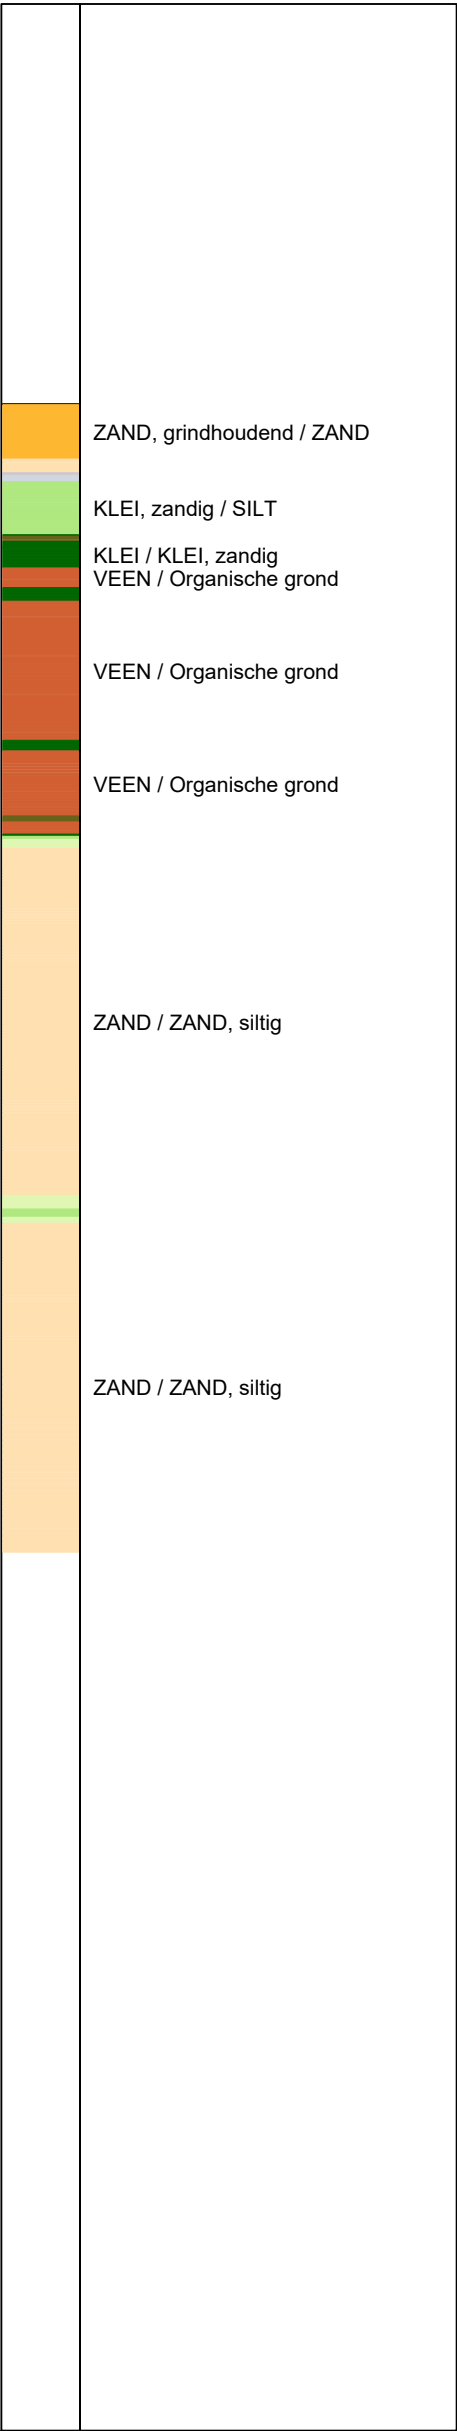 ZAND, grindhoudend / ZAND
KLEI, zandig / SILT
KLEI / KLEI, zandig
VEEN / Organische grond
VEEN / Organische grond
VEEN / Organische grond
ZAND / ZAND, siltig
ZAND / ZAND, siltig